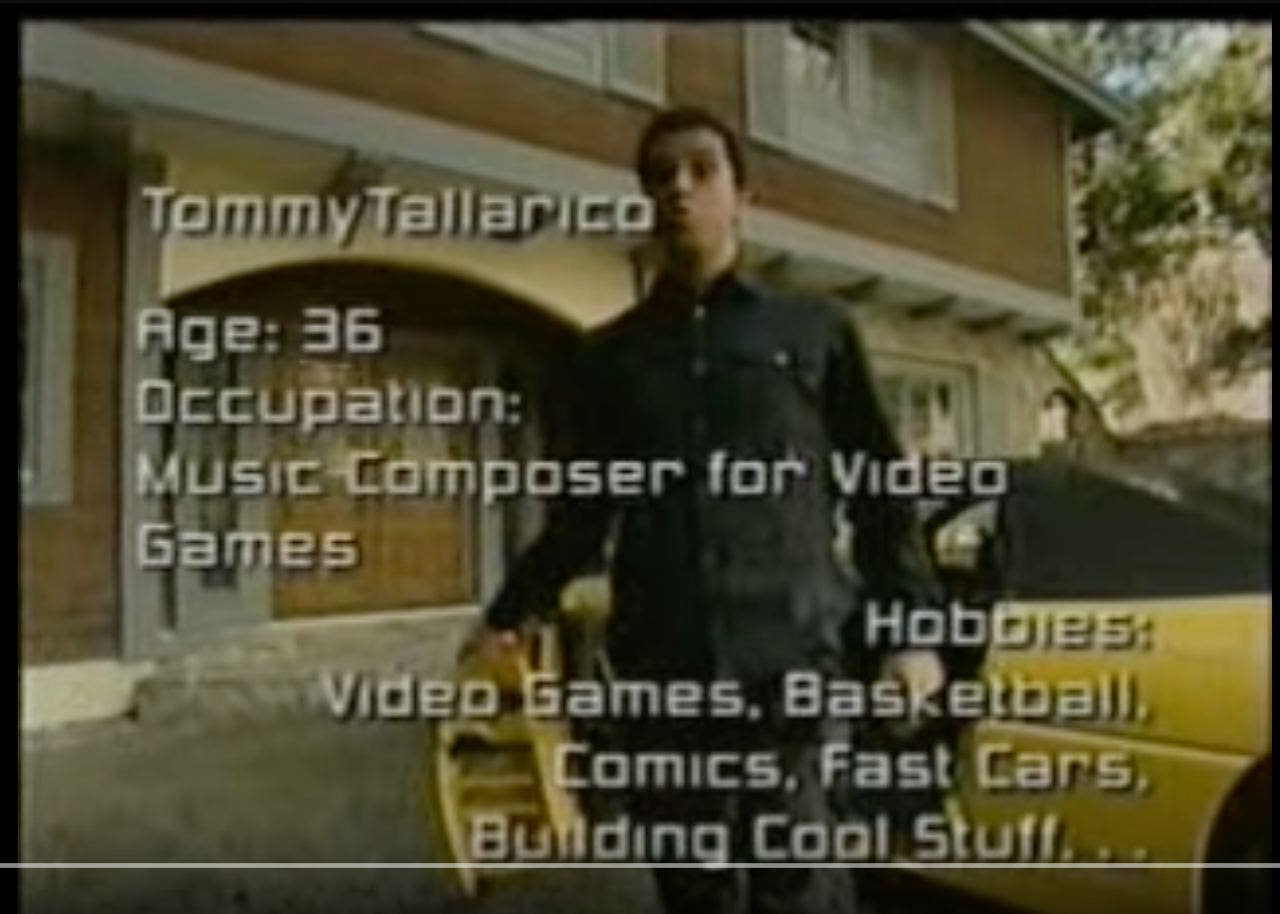 TommyTallarico
Age: 36
Occupation:
Music Composer for Video
Games
Hobbies:
Video Games, Basketball,
Comics, Fast Cars,
Building Cool Stuff. . .